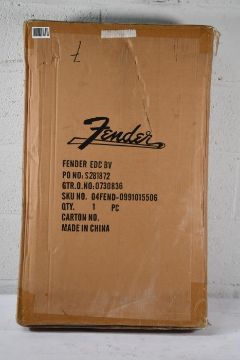 7
Fender
FENDER EDC BV
PO NO: S281872
GTR.O.NO:0730836
SKU NO. 04FEND-0991015506
QTY. 1 PC
CARTON NO.
MADE IN CHINA